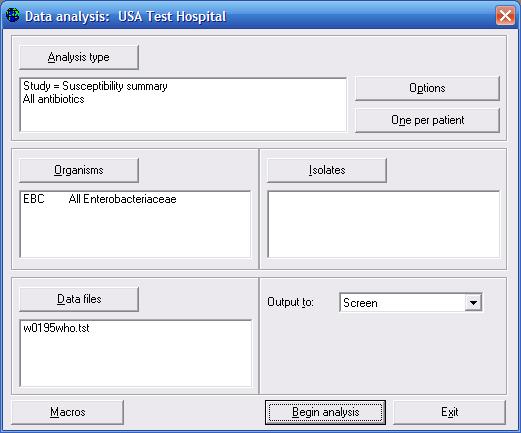 Data analysis: USA Test Hospital
Analysis type
Study = Susceptibility summary
All antibiotics
Options
One per patient
Organisms
EBC All Enterobacteriaceae
Isolates
Data files
w0195who.tst
Output to: Screen
Macros
Begin analysis
Exit